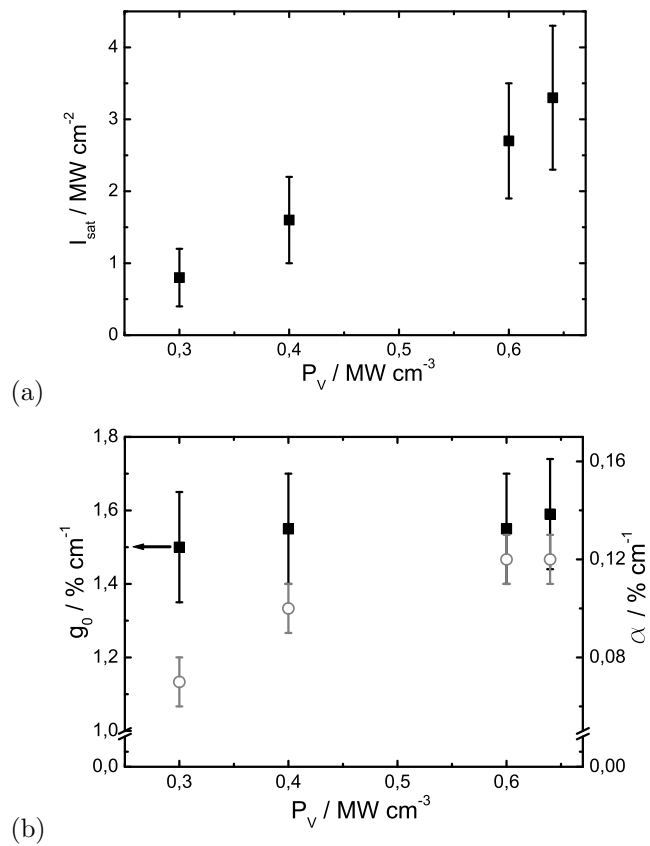 4
3
2
1
0
I_sat / MW cm^-2
0,3 0,4 0,5 0,6
P_V / MW cm^-3
(a)
1,8
1,6
1,4
1,2
1,0
0,0
g_0 / % cm^-1
0,16
0,12
0,08
0,00
α / % cm^-1
0,3 0,4 0,5 0,6
P_V / MW cm^-3
(b)